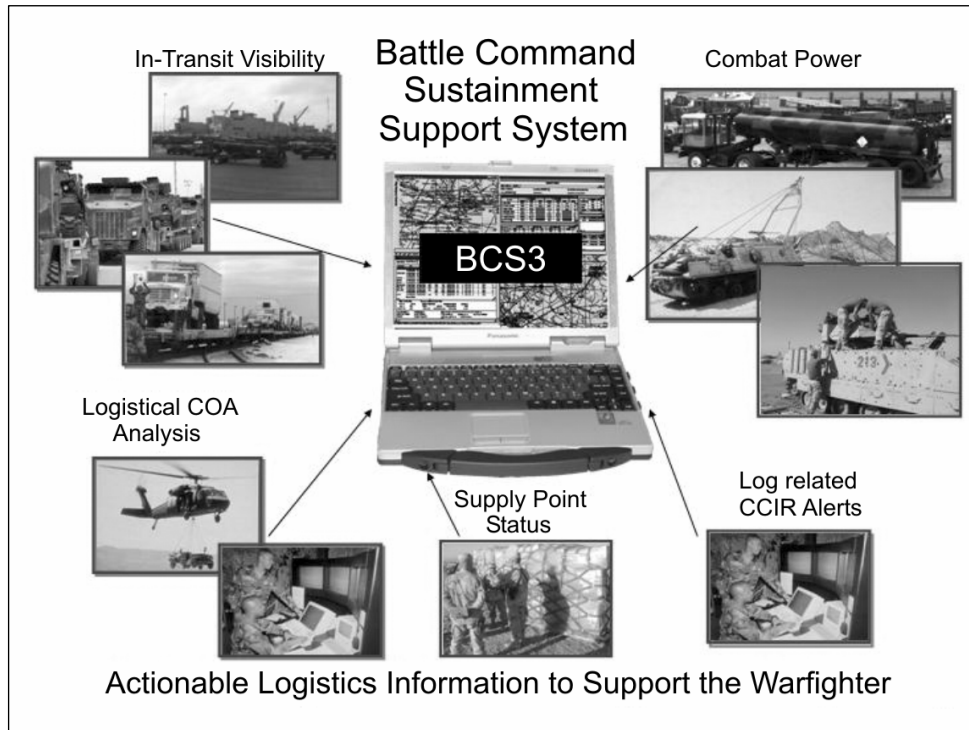 Battle Command
Sustainment
Support System
In-Transit Visibility
Combat Power
BCS3
Panasonic
213
Logistical COA
Analysis
Supply Point
Status
Log related
CCIR Alerts
Actionable Logistics Information to Support the Warfighter